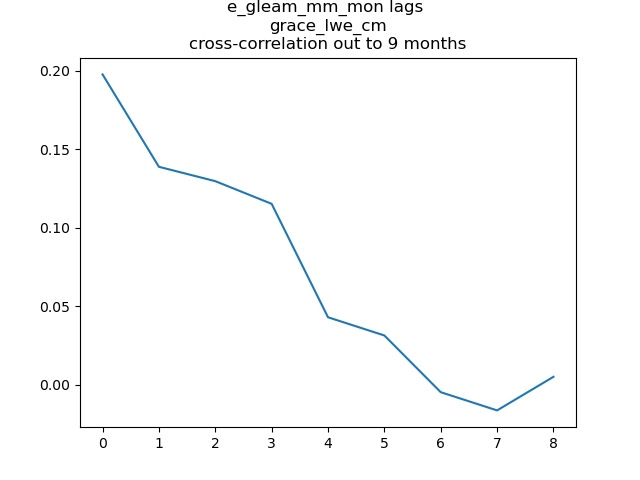 e_gleam_mm_mon lags
grace_lwe_cm
cross-correlation out to 9 months
0.20
0.15
0.10
0.05
0.00
0 1 2 3 4 5 6 7 8